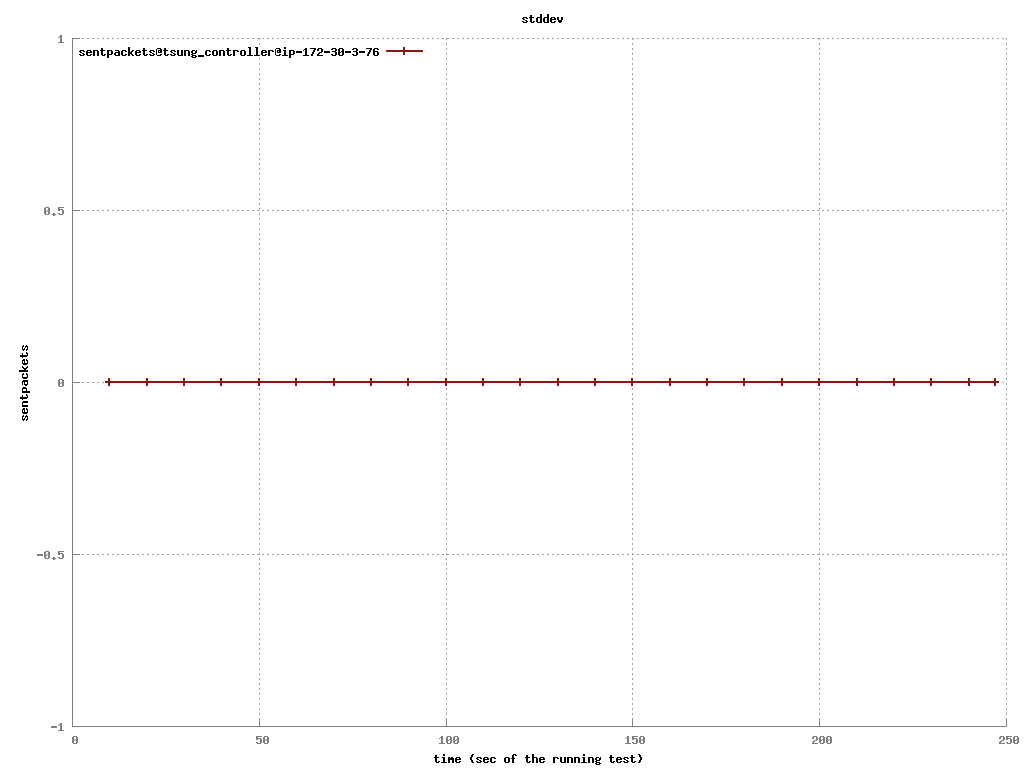 stddev
1
sentpackets@tsung_controller@ip-172-30-3-76
0.5
sentpackets
0
-0.5
-1
0 50 100 150 200 250
time (sec of the running test)